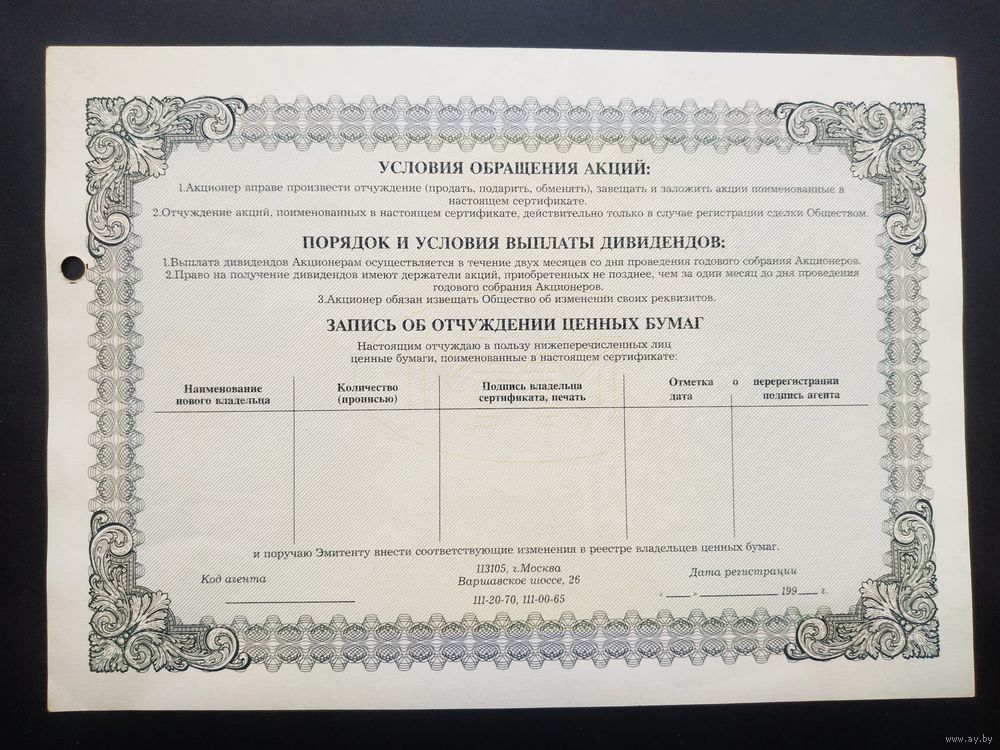 УСЛОВИЯ ОБРАЩЕНИЯ АКЦИЙ:
1.Акционер вправе произвести отчуждение (продать, подарить, обменять), завещать и заложить акции поименованные в
настоящем сертификате.
2.Отчуждение акций, поименованных в настоящем сертификате, действительно только в случае регистрации сделки Обществом.
ПОРЯДОК И УСЛОВИЯ ВЫПЛАТЫ ДИВИДЕНДОВ:
1.Выплата дивидендов Акционерам осуществляется в течение двух месяцев со дня проведения годового собрания Акционеров.
2.Право на получение дивидендов имеют держатели акций, приобретенных не позднее, чем за один месяц до дня проведения
годового собрания Акционеров.
3.Акционер обязан извещать Общество об изменении своих реквизитов.
ЗАПИСЬ ОБ ОТЧУЖДЕНИИ ЦЕННЫХ БУМАГ
Настоящим отчуждаю в пользу нижеперечисленных лиц
ценные бумаги, поименованные в настоящем сертификате:
Наименование
нового владельца
Количество
(прописью)
Подпись владельца
сертификата, печать
Отметка о перерегистрации
дата
подпись агента
и поручаю Эмитенту внести соответствующие изменения в реестре владельцев ценных бумаг.
Код агента
113105, г.Москва
Варшавское шоссе, 26
111-20-70, 111-00-65
Дата регистрации
"___" ____________ 199___ г.
www.ay.by